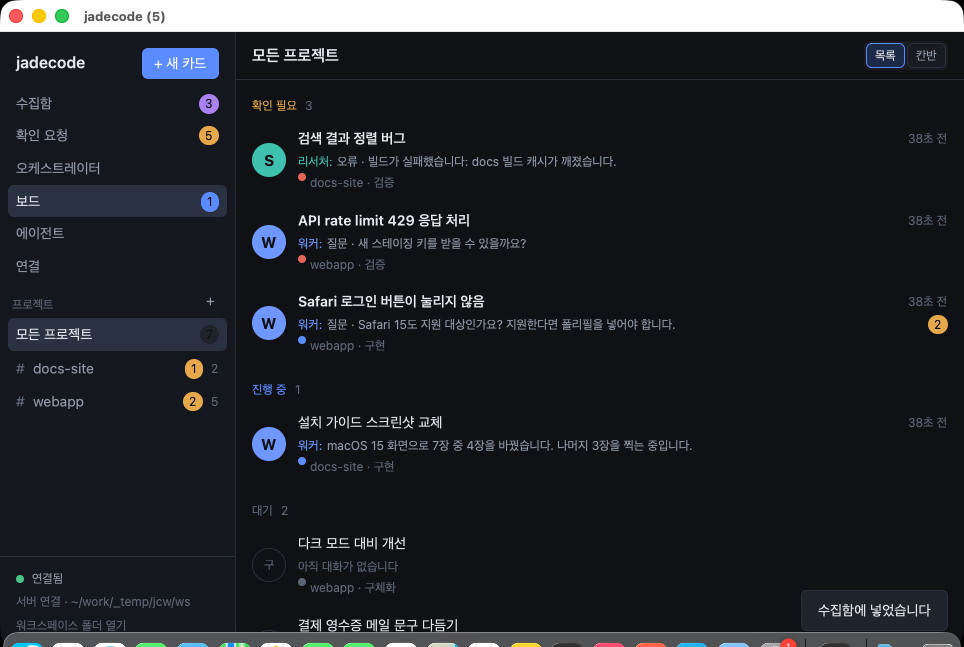 jadecode (5)
jadecode
+ 새 카드
수집함 3
확인 요청 5
오케스트레이터
보드 1
에이전트
연결
프로젝트 +
모든 프로젝트 7
# docs-site 1 2
# webapp 2 5
연결됨
서버 연결 · ~/work/_temp/jcw/ws
워크스페이스 폴더 열기
모든 프로젝트
목록 칸반
확인 필요 3
S
검색 결과 정렬 버그 38초 전
리서처: 오류 · 빌드가 실패했습니다: docs 빌드 캐시가 깨졌습니다.
docs-site · 검증
W
API rate limit 429 응답 처리 38초 전
워커: 질문 · 새 스테이징 키를 받을 수 있을까요?
webapp · 검증
W
Safari 로그인 버튼이 눌리지 않음 38초 전
워커: 질문 · Safari 15도 지원 대상인가요? 지원한다면 폴리필을 넣어야 합니다. 2
webapp · 구현
진행 중 1
W
설치 가이드 스크린샷 교체 38초 전
워커: macOS 15 화면으로 7장 중 4장을 바꿨습니다. 나머지 3장을 찍는 중입니다.
docs-site · 구현
대기 2
구
다크 모드 대비 개선
아직 대화가 없습니다
webapp · 구체화
결제 영수증 메일 문구 다듬기
수집함에 넣었습니다